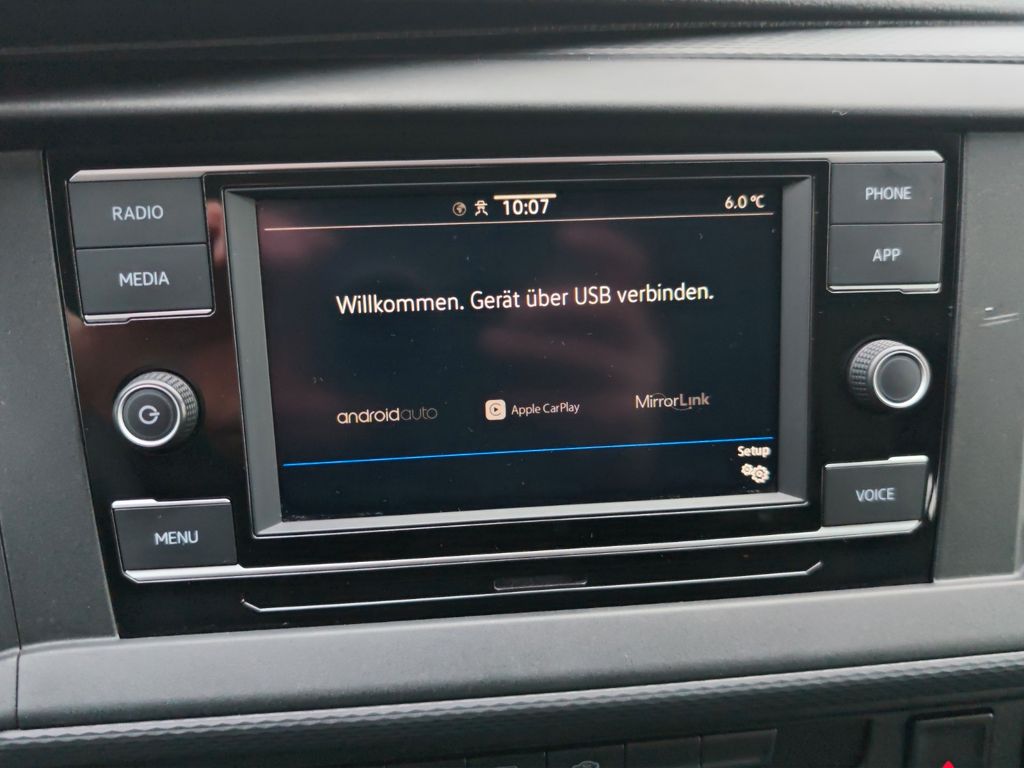 RADIO
MEDIA
MENU
10:07
6.0 °C
Willkommen. Gerät über USB verbinden.
androidauto
Apple CarPlay
MirrorLink
Setup
PHONE
APP
VOICE